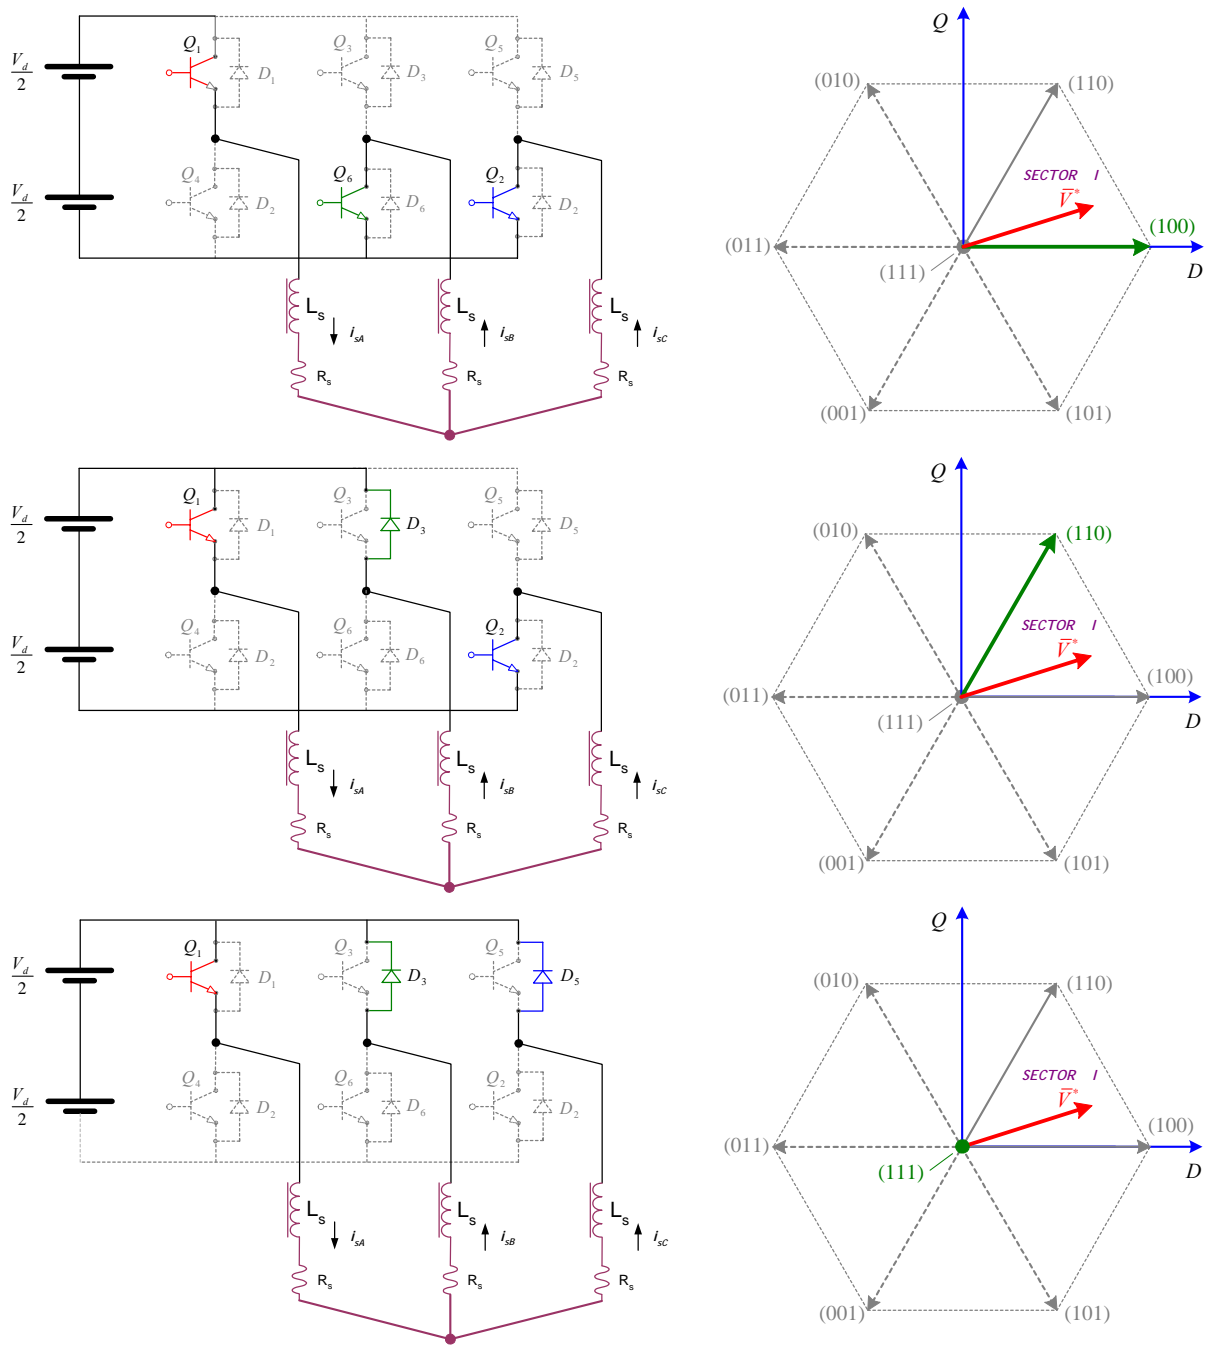 Q
Q1 Q3 Q5
Vd/2 D1 D3 D5
(010) (110)
Q4 Q6 Q2
Vd/2 D2 D6 D2
SECTOR I
V̅*
(100)
(011) (111) D
Ls isA Ls isB Ls isC
Rs Rs Rs
(001) (101)
Q
Q1 Q3 Q5
Vd/2 D1 D3 D5
(010) (110)
Q4 Q6 Q2
Vd/2 D2 D6 D2
SECTOR I
V̅*
(100)
(011) (111) D
Ls isA Ls isB Ls isC
Rs Rs Rs
(001) (101)
Q
Q1 Q3 Q5
Vd/2 D1 D3 D5
(010) (110)
Q4 Q6 Q2
Vd/2 D2 D6 D2
SECTOR I
V̅*
(100)
(011) (111) D
Ls isA Ls isB Ls isC
Rs Rs Rs
(001) (101)